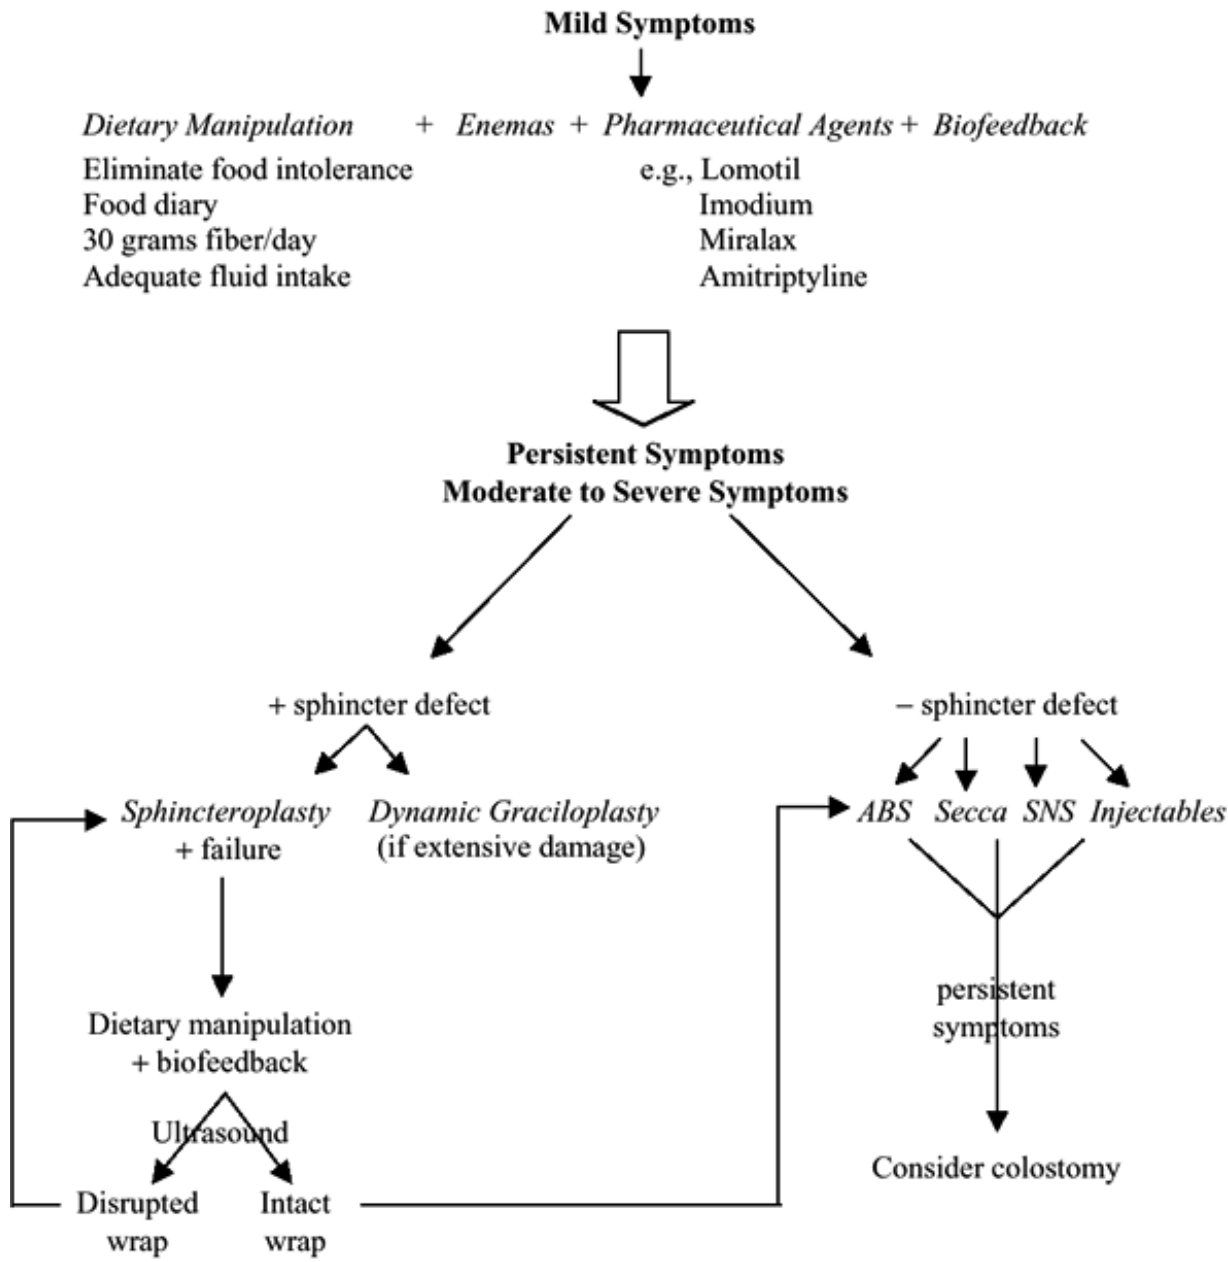 Mild Symptoms
Dietary Manipulation + Enemas + Pharmaceutical Agents + Biofeedback
Eliminate food intolerance e.g., Lomotil
Food diary Imodium
30 grams fiber/day Miralax
Adequate fluid intake Amitriptyline
Persistent Symptoms
Moderate to Severe Symptoms
+ sphincter defect − sphincter defect
Sphincteroplasty Dynamic Graciloplasty ABS Secca SNS Injectables
+ failure (if extensive damage)
persistent
symptoms
Dietary manipulation
+ biofeedback
Ultrasound
Consider colostomy
Disrupted Intact
wrap wrap